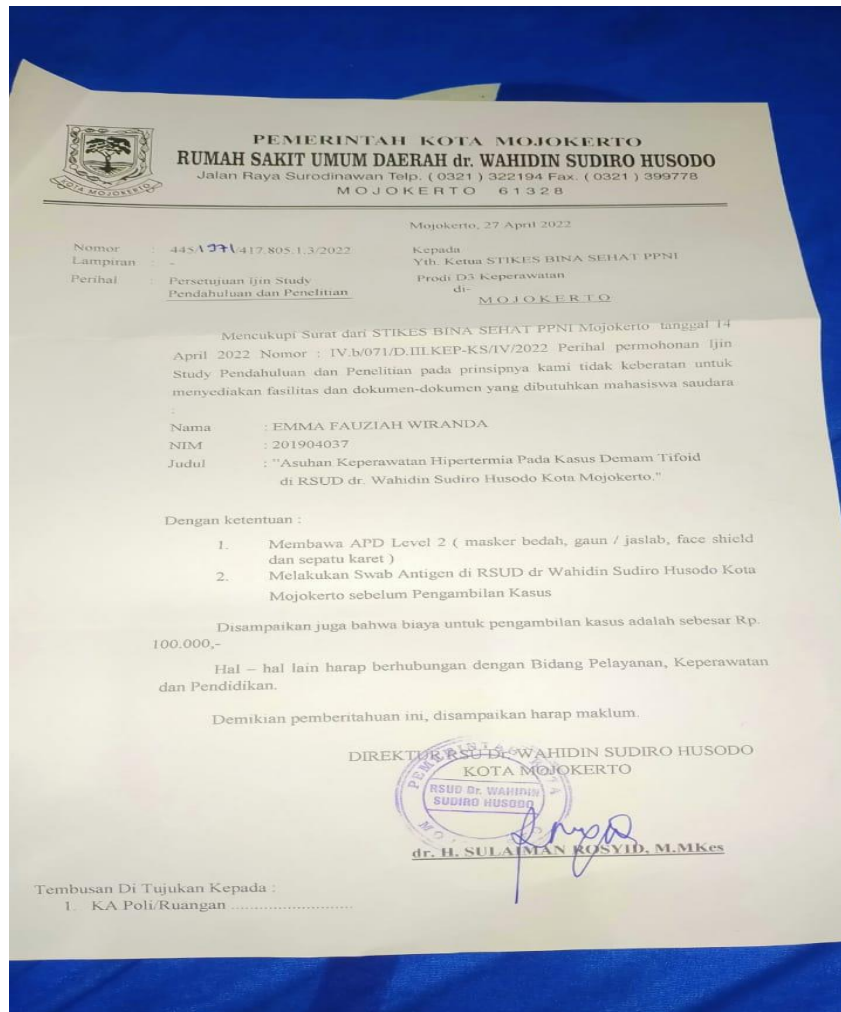 PEMERINTAH KOTA MOJOKERTO
RUMAH SAKIT UMUM DAERAH dr. WAHIDIN SUDIRO HUSODO
Jalan Raya Surodinawan Telp. ( 0321 ) 322194 Fax. ( 0321 ) 399778
MOJOKERTO 61328
KOTA MOJOKERTO
Mojokerto, 27 April 2022
Nomor : 445/1371/417.805.1.3/2022
Lampiran : -
Perihal : Persetujuan Ijin Study
Pendahuluan dan Penelitian
Kepada
Yth. Ketua STIKES BINA SEHAT PPNI
Prodi D3 Keperawatan
di-
MOJOKERTO
Mencukupi Surat dari STIKES BINA SEHAT PPNI Mojokerto tanggal 14
April 2022 Nomor : IV.b/071/D.III.KEP-KS/IV/2022 Perihal permohonan Ijin
Study Pendahuluan dan Penelitian pada prinsipnya kami tidak keberatan untuk
menyediakan fasilitas dan dokumen-dokumen yang dibutuhkan mahasiswa saudara
:
Nama : EMMA FAUZIAH WIRANDA
NIM : 201904037
Judul : "Asuhan Keperawatan Hipertermia Pada Kasus Demam Tifoid
di RSUD dr. Wahidin Sudiro Husodo Kota Mojokerto."
Dengan ketentuan :
1. Membawa APD Level 2 ( masker bedah, gaun / jaslab, face shield
dan sepatu karet )
2. Melakukan Swab Antigen di RSUD dr Wahidin Sudiro Husodo Kota
Mojokerto sebelum Pengambilan Kasus
Disampaikan juga bahwa biaya untuk pengambilan kasus adalah sebesar Rp.
100.000,-
Hal – hal lain harap berhubungan dengan Bidang Pelayanan, Keperawatan
dan Pendidikan.
Demikian pemberitahuan ini, disampaikan harap maklum.
DIREKTUR RSU Dr. WAHIDIN SUDIRO HUSODO
KOTA MOJOKERTO
PEMERINTAH KOTA
RSUD Dr. WAHIDIN
SUDIRO HUSODO
dr. H. SULAIMAN ROSYID, M.MKes
Tembusan Di Tujukan Kepada :
1. KA Poli/Ruangan ..........................